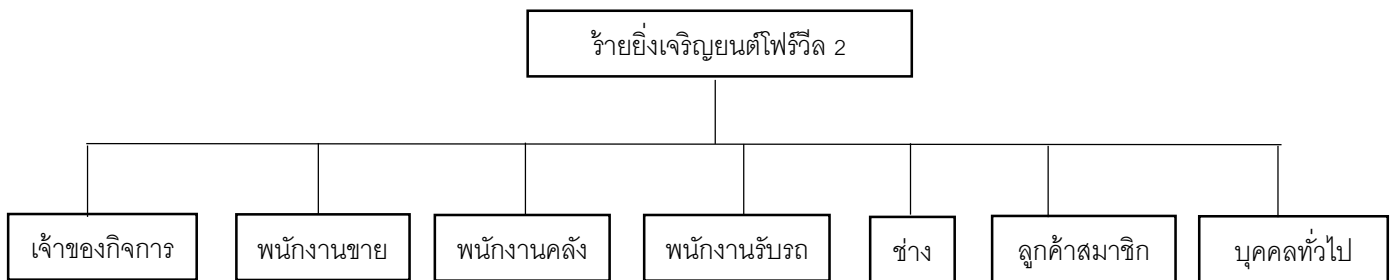 ร้ายยิ่งเจริญยนต์โฟร์วีล 2
เจ้าของกิจการ
พนักงานขาย
พนักงานคลัง
พนักงานรับรถ
ช่าง
ลูกค้าสมาชิก
บุคคลทั่วไป